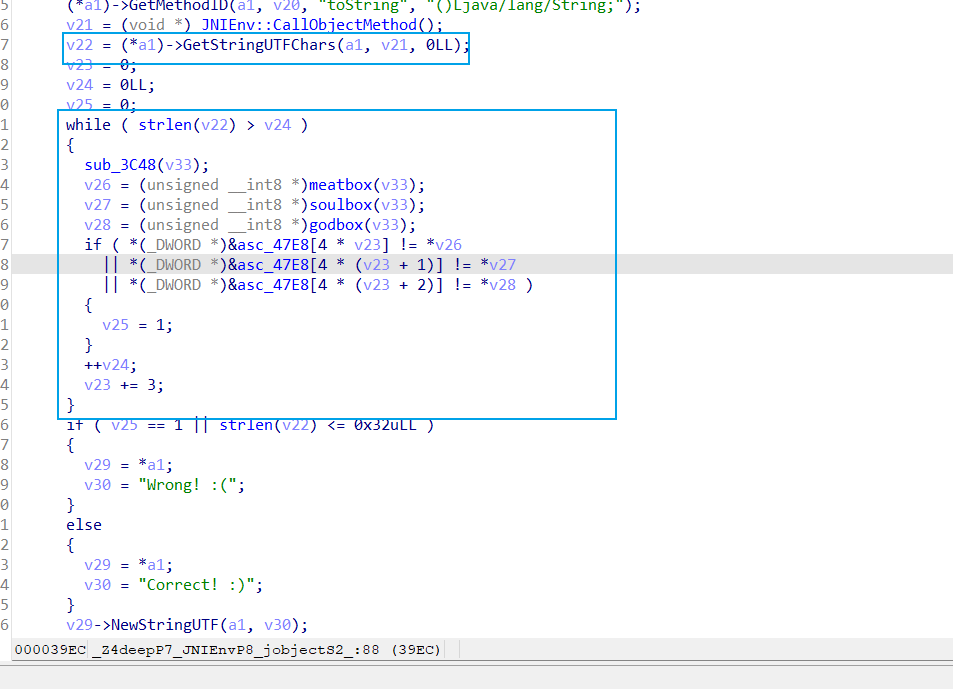 5 (*a1)->GetMethodID(a1, v20, "toString", "()Ljava/lang/String;");
6 v21 = (void *) JNIEnv::CallObjectMethod();
7 v22 = (*a1)->GetStringUTFChars(a1, v21, 0LL);
8 v23 = 0;
9 v24 = 0LL;
0 v25 = 0;
1 while ( strlen(v22) > v24 )
2 {
3 sub_3C48(v33);
4 v26 = (unsigned __int8 *)meatbox(v33);
5 v27 = (unsigned __int8 *)soulbox(v33);
6 v28 = (unsigned __int8 *)godbox(v33);
7 if ( *(_DWORD *)&asc_47E8[4 * v23] != *v26
8 || *(_DWORD *)&asc_47E8[4 * (v23 + 1)] != *v27
9 || *(_DWORD *)&asc_47E8[4 * (v23 + 2)] != *v28 )
0 {
1 v25 = 1;
2 }
3 ++v24;
4 v23 += 3;
5 }
6 if ( v25 == 1 || strlen(v22) <= 0x32uLL )
7 {
8 v29 = *a1;
9 v30 = "Wrong! :(";
0 }
1 else
2 {
3 v29 = *a1;
4 v30 = "Correct! :)";
5 }
6 v29->NewStringUTF(a1, v30);
000039EC _Z4deepP7_JNIEnvP8_jobjectS2_:88 (39EC)